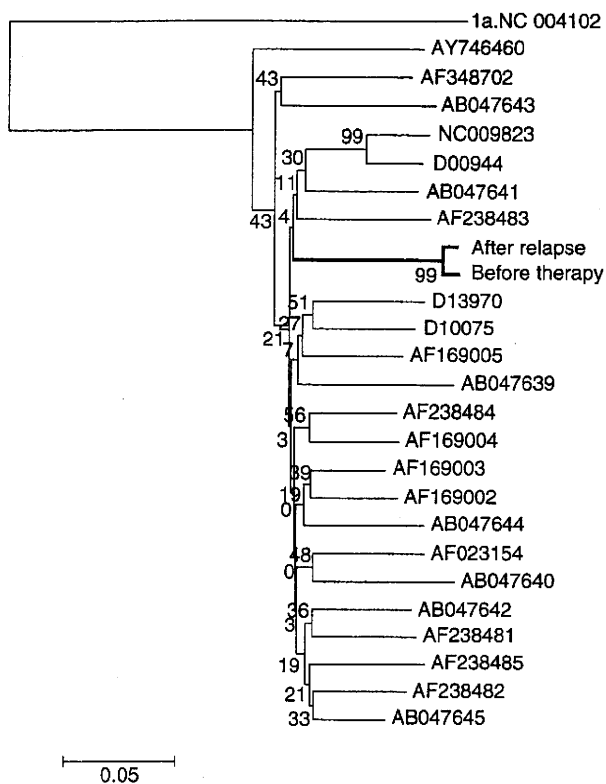 1a.NC 004102
AY746460
43
AF348702
AB047643
99
NC009823
30
D00944
11
AB047641
43
4
AF238483
After relapse
99
Before therapy
51
D13970
27
D10075
21
7
AF169005
AB047639
56
AF238484
3
AF169004
39
AF169003
19
AF169002
0
AB047644
48
AF023154
0
AB047640
36
AB047642
3
AF238481
19
AF238485
21
AF238482
33
AB047645
0.05